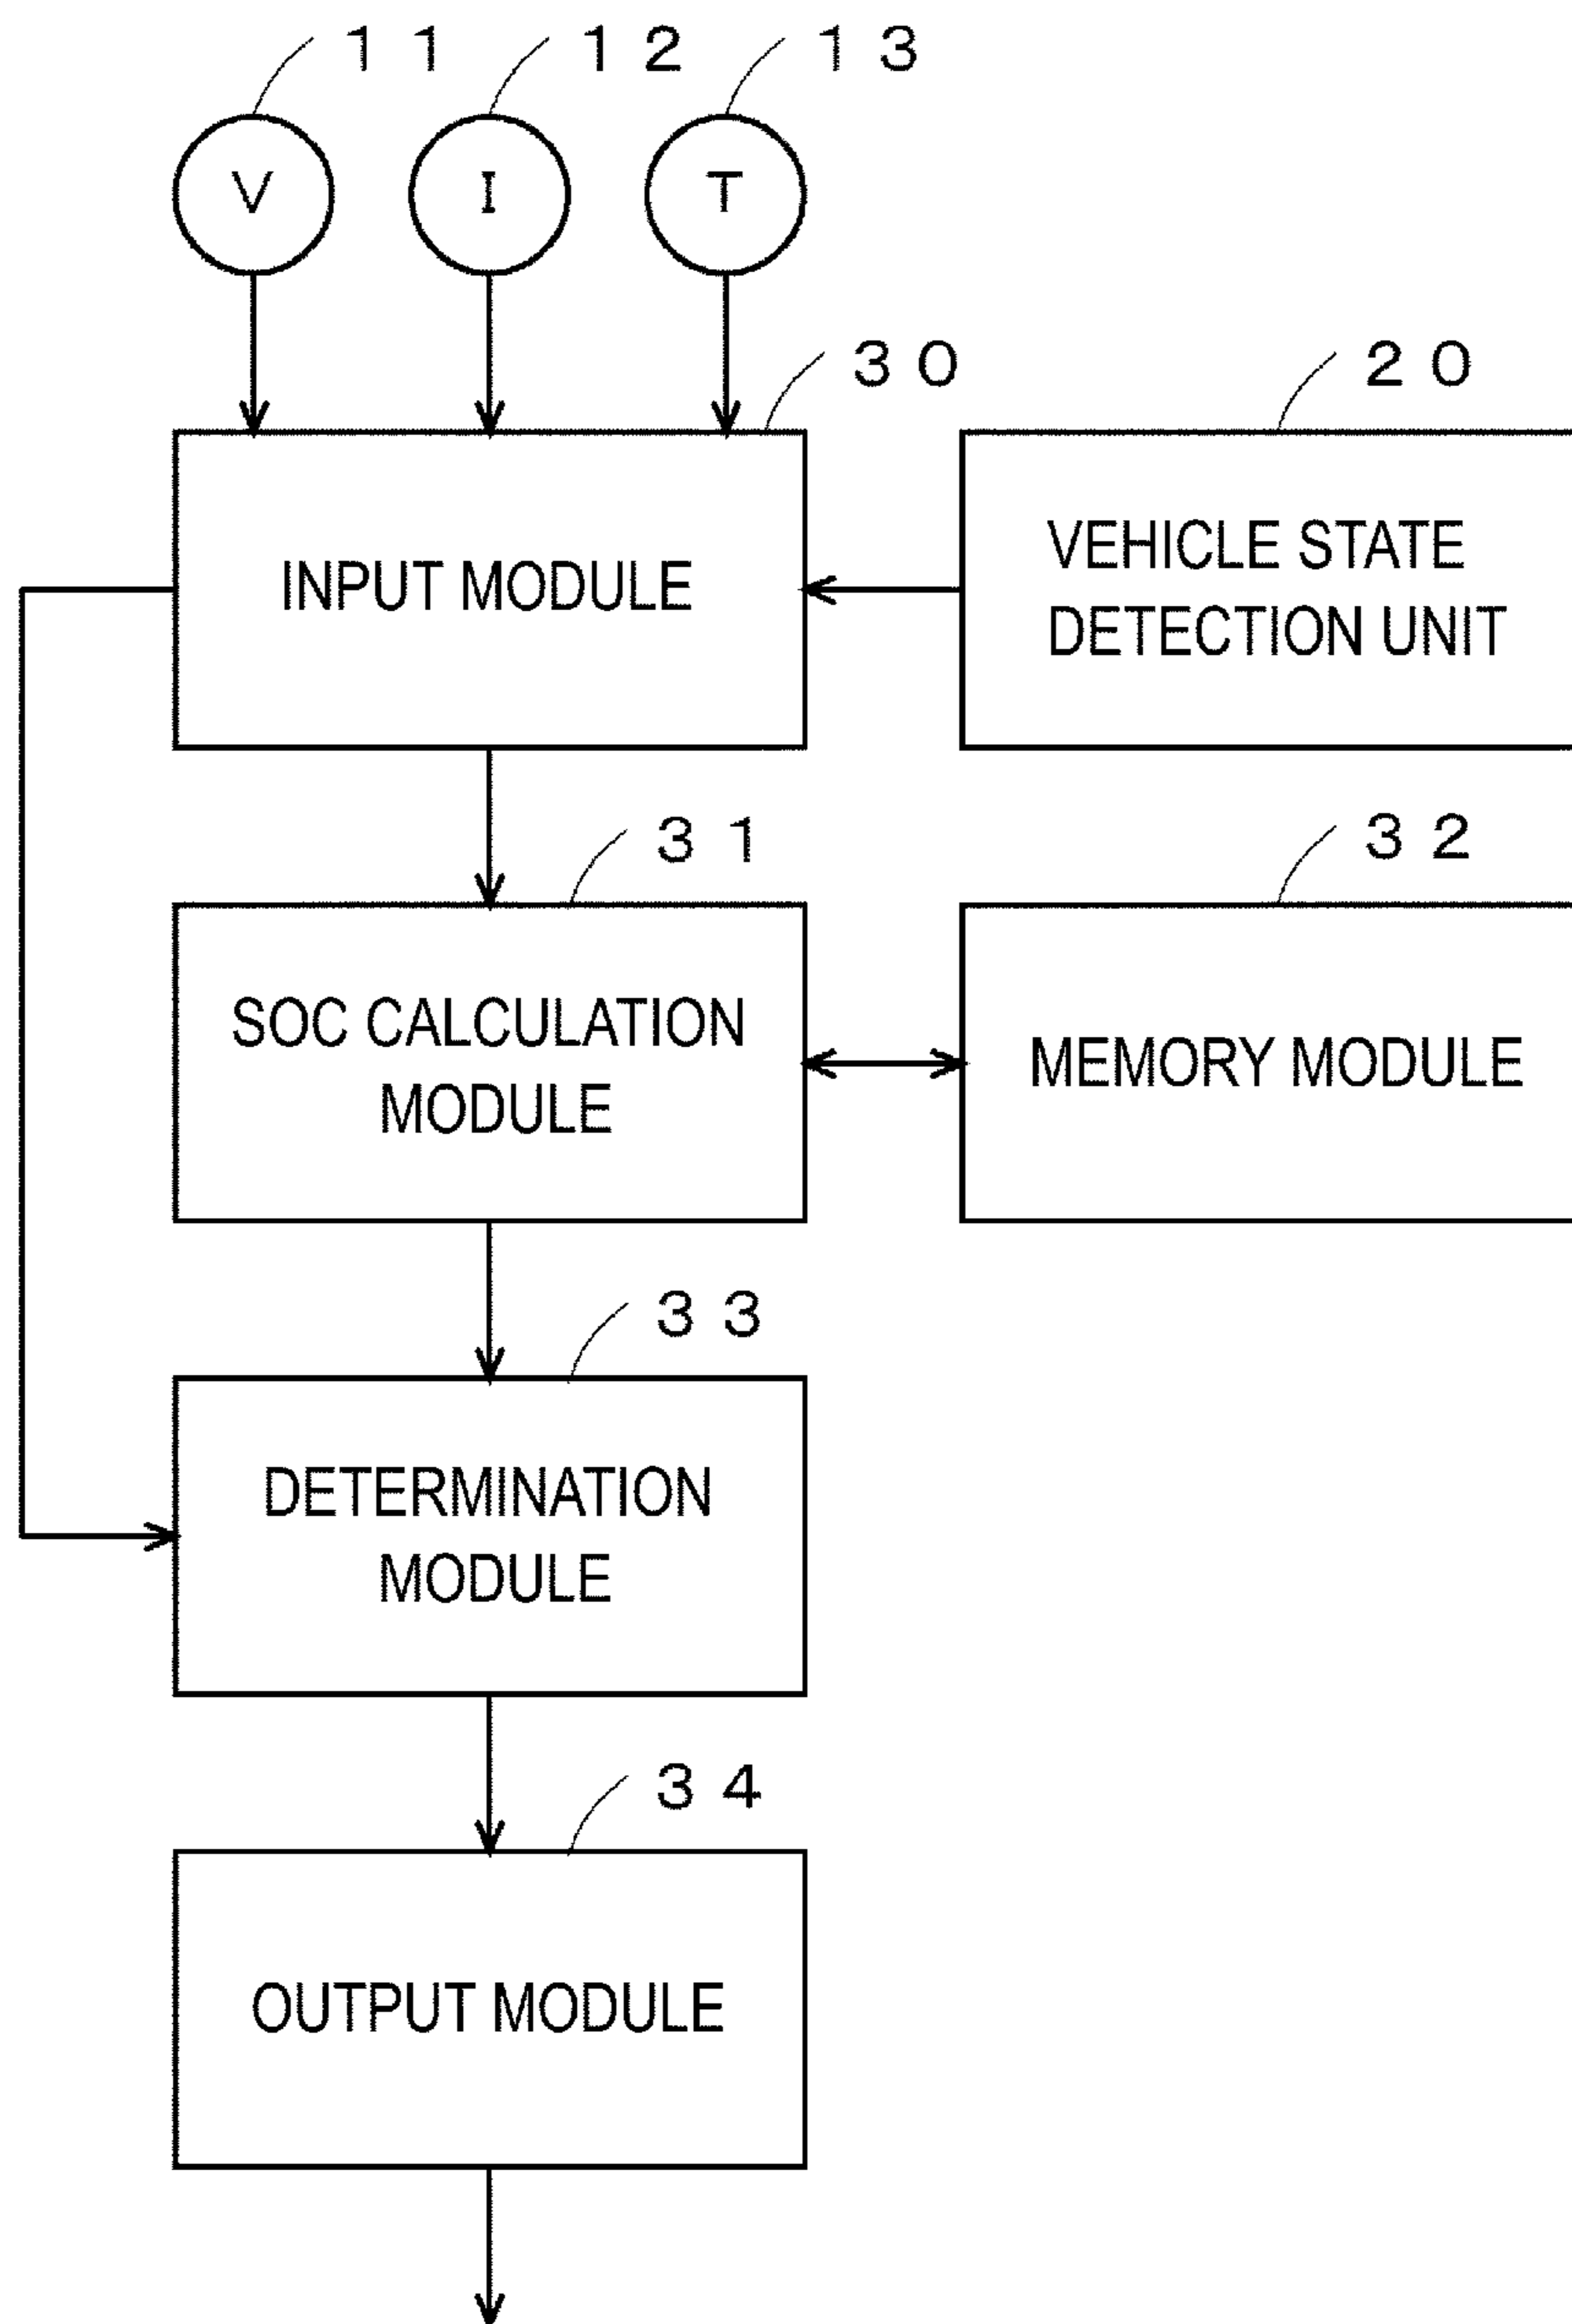 11 12 13
V I T
30 20
INPUT MODULE
VEHICLE STATE
DETECTION UNIT
31 32
SOC CALCULATION
MODULE
MEMORY MODULE
33
DETERMINATION
MODULE
34
OUTPUT MODULE